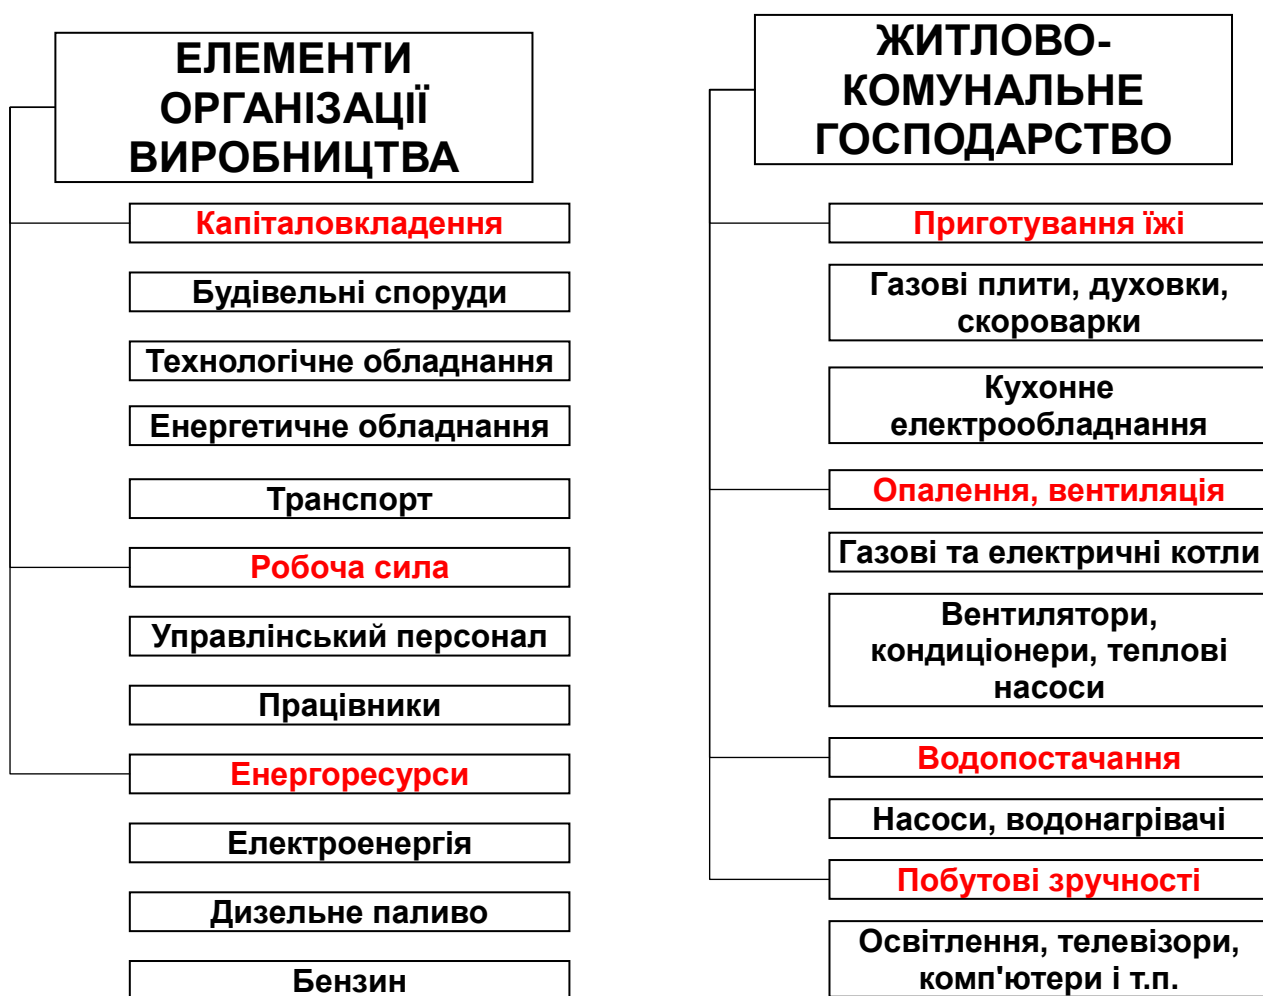 ЕЛЕМЕНТИ
ОРГАНІЗАЦІЇ
ВИРОБНИЦТВА
Капіталовкладення
Будівельні споруди
Технологічне обладнання
Енергетичне обладнання
Транспорт
Робоча сила
Управлінський персонал
Працівники
Енергоресурси
Електроенергія
Дизельне паливо
Бензин
ЖИТЛОВО-
КОМУНАЛЬНЕ
ГОСПОДАРСТВО
Приготування їжі
Газові плити, духовки,
скороварки
Кухонне
електрообладнання
Опалення, вентиляція
Газові та електричні котли
Вентилятори,
кондиціонери, теплові
насоси
Водопостачання
Насоси, водонагрівачі
Побутові зручності
Освітлення, телевізори,
комп'ютери і т.п.